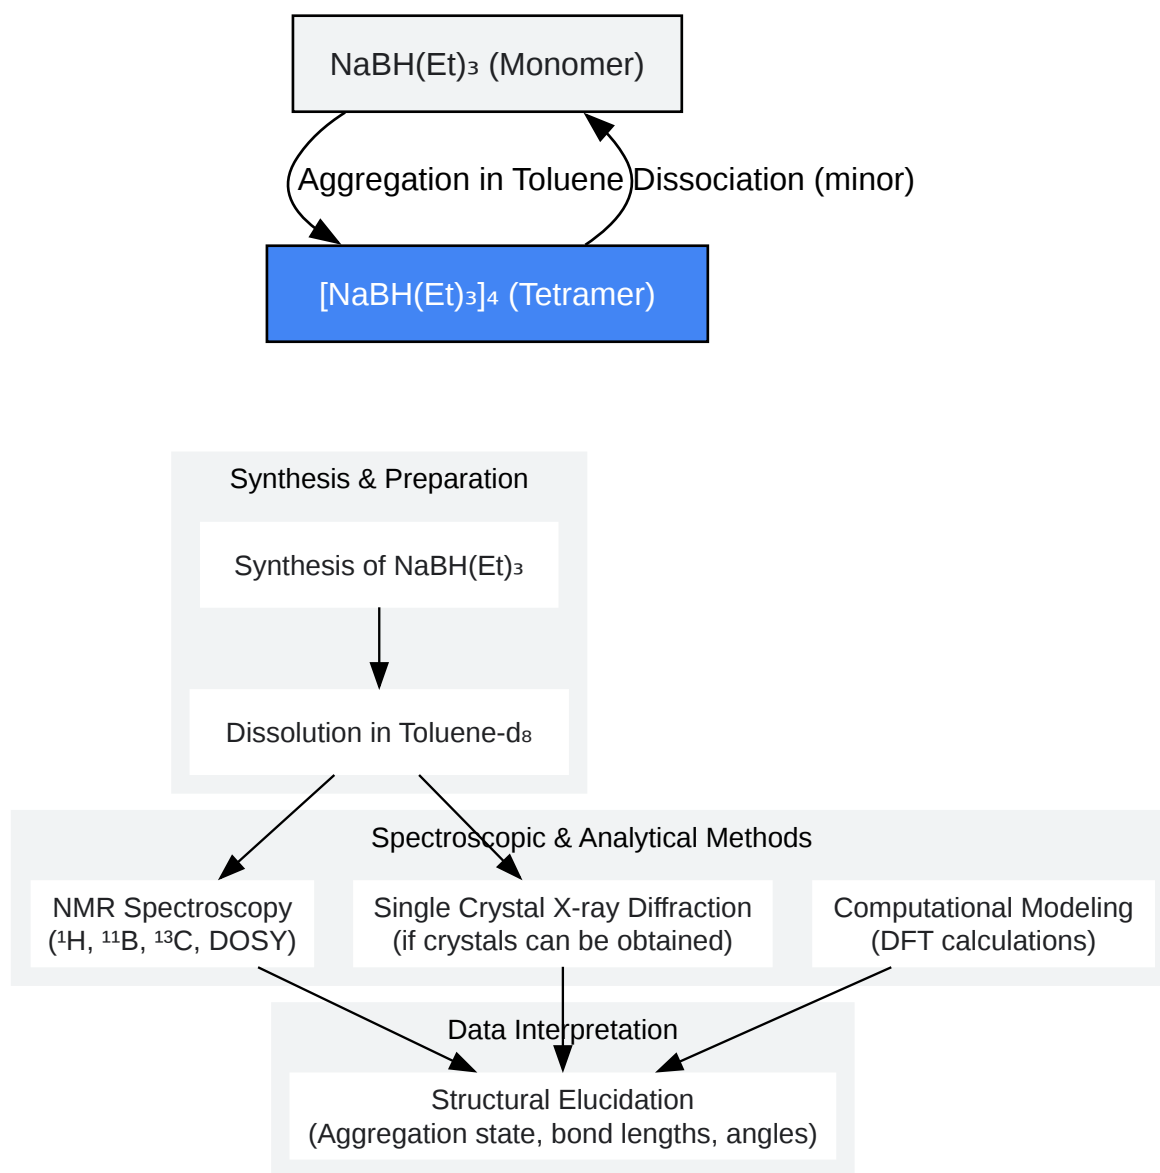 NaBH(Et)₃ (Monomer)
Aggregation in Toluene
Dissociation (minor)
[NaBH(Et)₃]₄ (Tetramer)
Synthesis & Preparation
Synthesis of NaBH(Et)₃
Dissolution in Toluene-d₈
Spectroscopic & Analytical Methods
NMR Spectroscopy
(¹H, ¹¹B, ¹³C, DOSY)
Single Crystal X-ray Diffraction
(if crystals can be obtained)
Computational Modeling
(DFT calculations)
Data Interpretation
Structural Elucidation
(Aggregation state, bond lengths, angles)